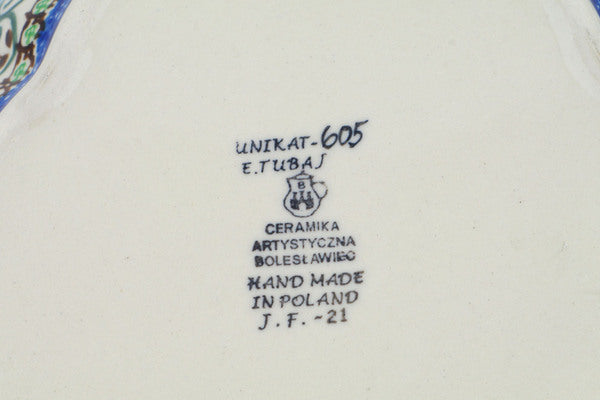 UNIKAT-605
E.TUBAJ
B
CERAMIKA
ARTYSTYCZNA
BOLESŁAWIEC
HAND MADE
IN POLAND
J.F.-21